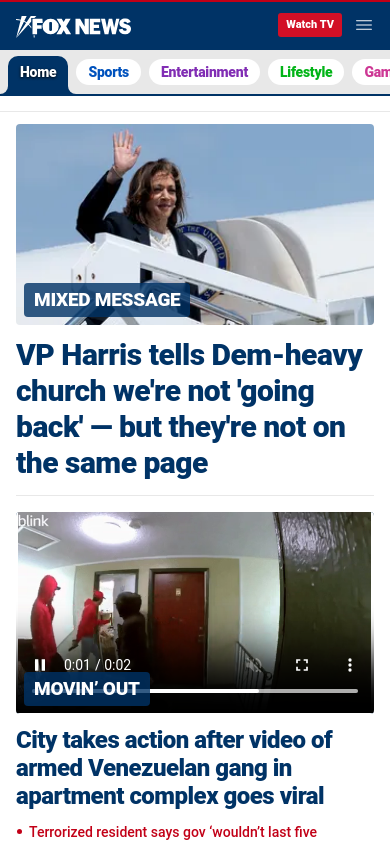 FOX NEWS
Watch TV
Home
Sports
Entertainment
Lifestyle
Gam
MIXED MESSAGE
VP Harris tells Dem-heavy
church we're not 'going
back' — but they're not on
the same page
blink
0:01 / 0:02
MOVIN’ OUT
City takes action after video of
armed Venezuelan gang in
apartment complex goes viral
Terrorized resident says gov ‘wouldn’t last five